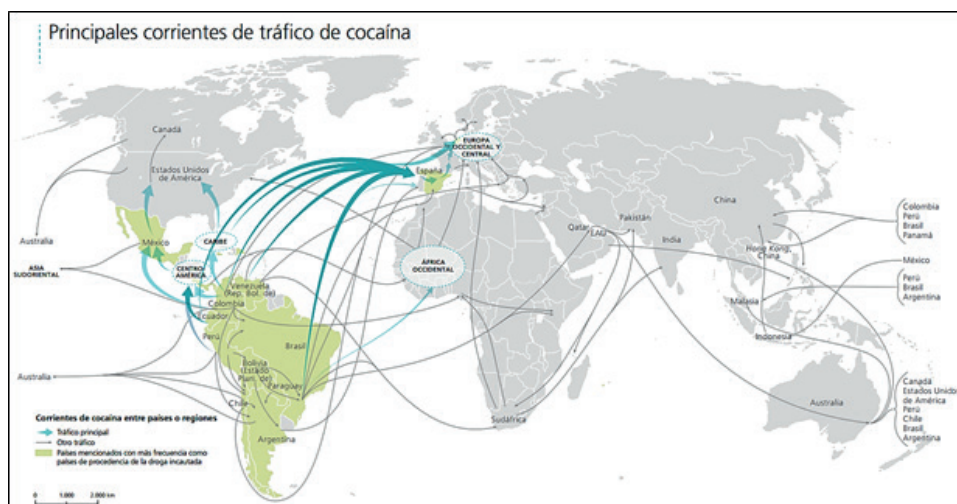 Principales corrientes de tráfico de cocaína
Canadá
Estados Unidos
de América
Australia
ASIA
SUDORIENTAL
México
CARIBE
CENTRO-
AMÉRICA
Venezuela
(Rep. Bol. de)
Colombia
Ecuador
Perú
Brasil
Bolivia
(Estado
Plan. de)
Paraguay
Australia
Chile
Argentina
EUROPA
OCCIDENTAL Y
CENTRAL
España
ÁFRICA
OCCIDENTAL
Sudáfrica
Qatar
EAU
Pakistán
India
China
Hong Kong,
China
Malasia
Indonesia
Australia
Colombia
Perú
Brasil
Panamá
México
Perú
Brasil
Argentina
Canadá
Estados Unidos
de América
Perú
Chile
Brasil
Argentina
Corrientes de cocaína entre países o regiones
Tráfico principal
Otro tráfico
Países mencionados con más frecuencia como
países de procedencia de la droga incautada
0 1.000 2.000 km